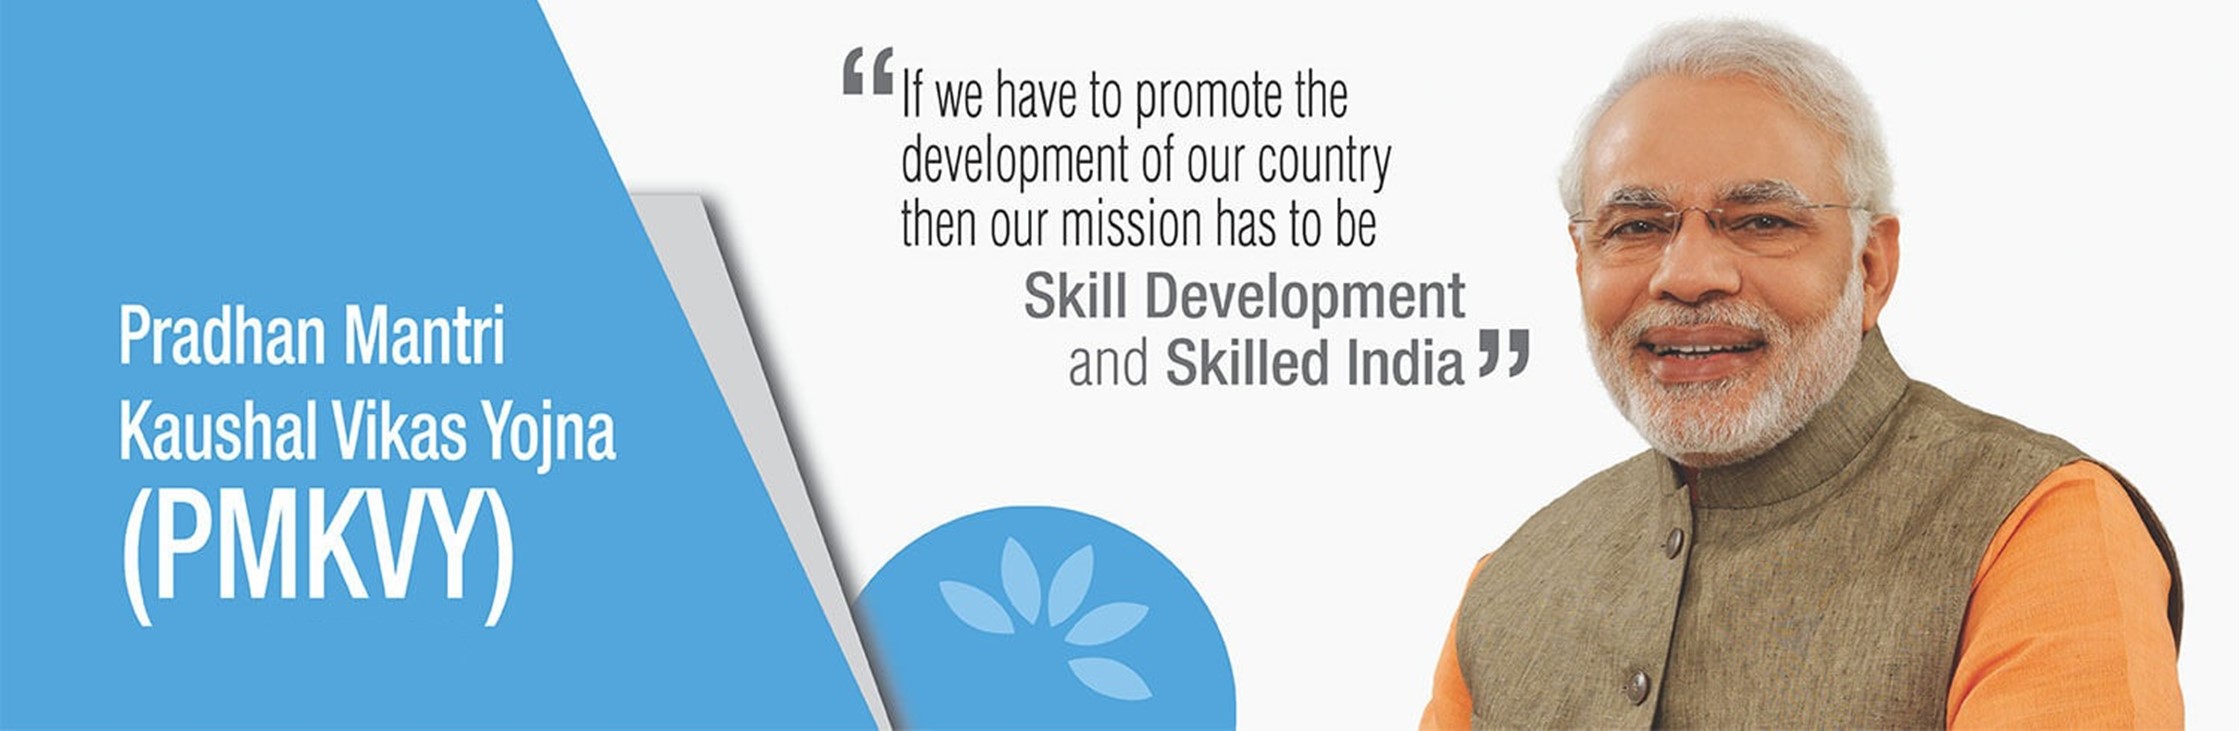 Pradhan Mantri
Kaushal Vikas Yojna
(PMKVY)
“If we have to promote the
development of our country
then our mission has to be
Skill Development
and Skilled India”